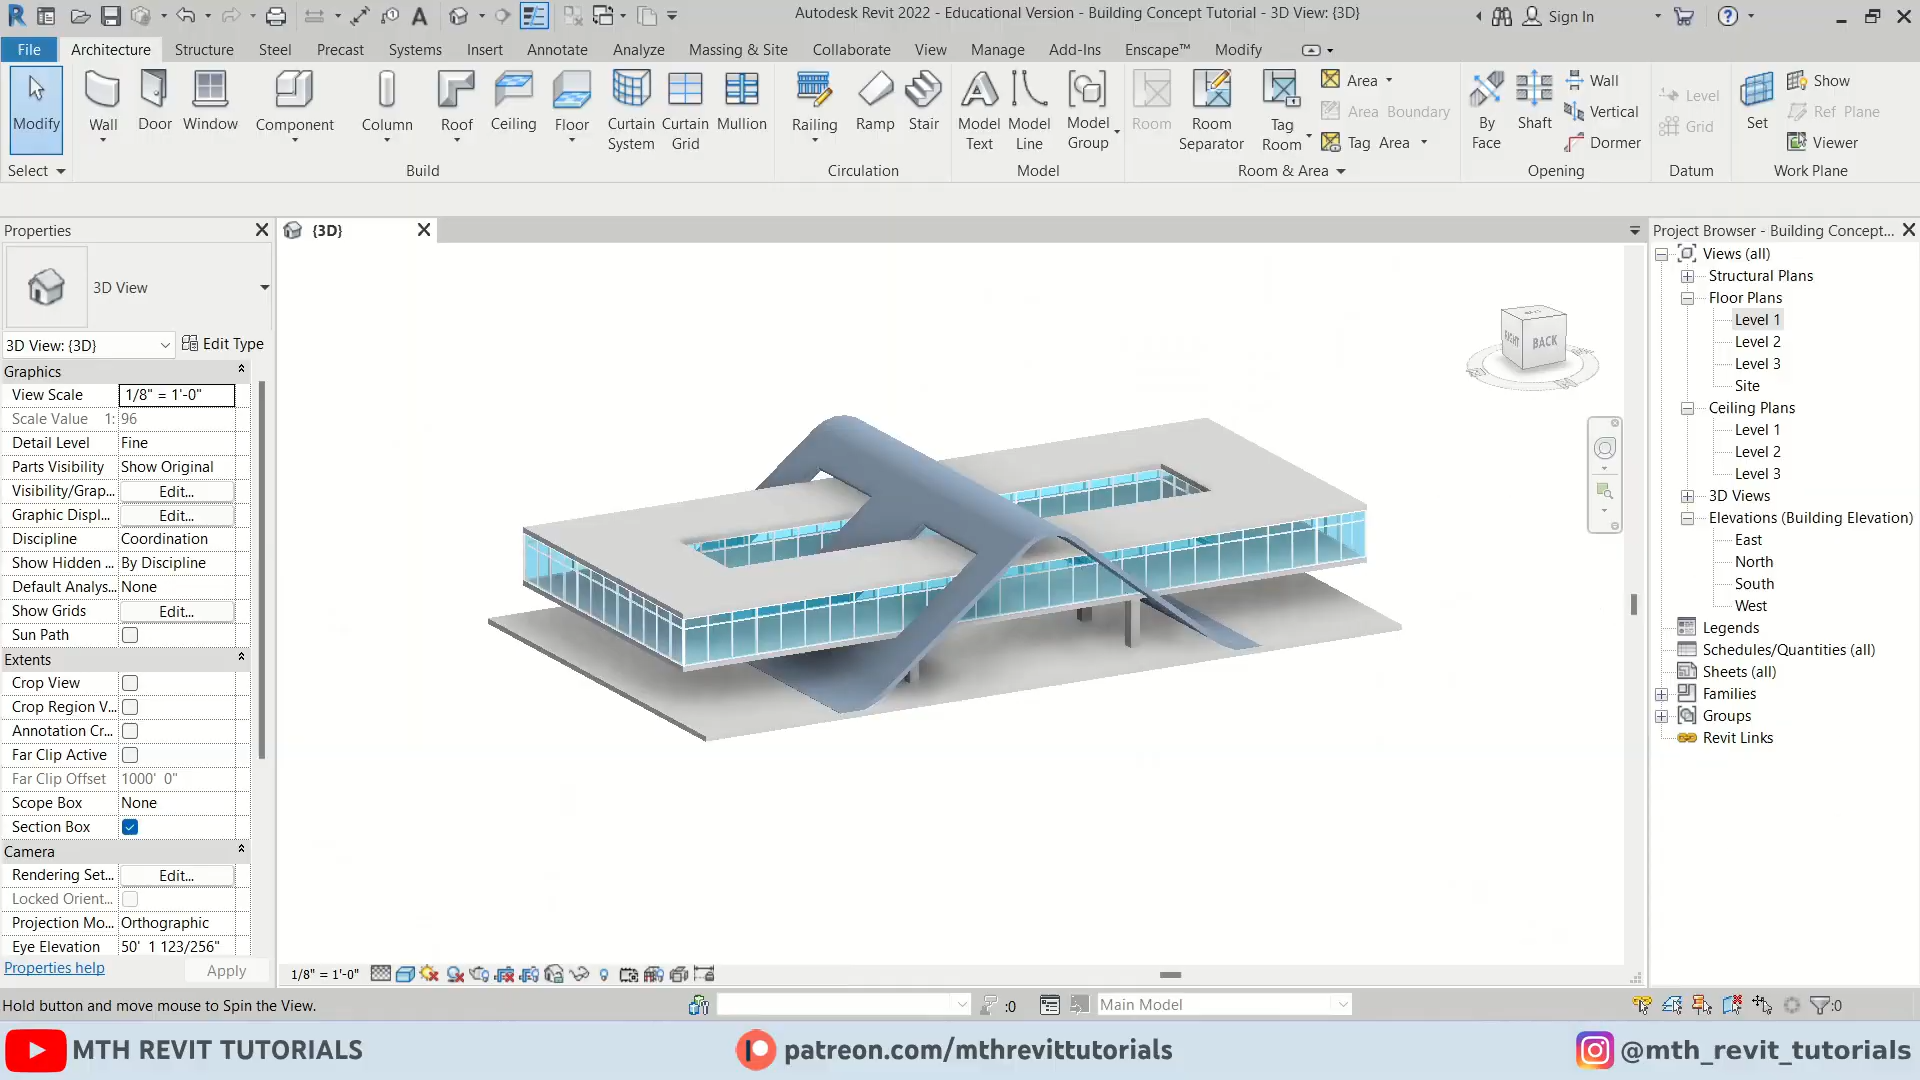 Autodesk Revit 2022 - Educational Version - Building Concept Tutorial - 3D View: {3D}
Sign In
File
Architecture
Structure
Steel
Precast
Systems
Insert
Annotate
Analyze
Massing & Site
Collaborate
View
Manage
Add-Ins
Enscape™
Modify
Modify
Wall
Door
Window
Component
Column
Roof
Ceiling
Floor
Curtain System
Curtain Grid
Mullion
Railing
Ramp
Stair
Model Text
Model Line
Model Group
Room
Room Separator
Tag Room
Area
Area Boundary
Tag Area
By Face
Shaft
Wall
Vertical
Dormer
Level
Grid
Set
Show
Ref Plane
Viewer
Select
Build
Circulation
Model
Room & Area
Opening
Datum
Work Plane
Properties
3D View
3D View: {3D}
Edit Type
Graphics
View Scale 1/8" = 1'-0"
Scale Value 1: 96
Detail Level Fine
Parts Visibility Show Original
Visibility/Grap... Edit...
Graphic Displ... Edit...
Discipline Coordination
Show Hidden ... By Discipline
Default Analys... None
Show Grids Edit...
Sun Path
Extents
Crop View
Crop Region V...
Annotation Cr...
Far Clip Active
Far Clip Offset 1000' 0"
Scope Box None
Section Box
Camera
Rendering Set... Edit...
Locked Orient...
Projection Mo... Orthographic
Eye Elevation 50' 1 123/256"
Properties help
Apply
{3D}
RIGHT
BACK
1/8" = 1'-0"
Project Browser - Building Concept...
Views (all)
Structural Plans
Floor Plans
Level 1
Level 2
Level 3
Site
Ceiling Plans
Level 1
Level 2
Level 3
3D Views
Elevations (Building Elevation)
East
North
South
West
Legends
Schedules/Quantities (all)
Sheets (all)
Families
Groups
Revit Links
Hold button and move mouse to Spin the View.
:0
Main Model
:0
MTH REVIT TUTORIALS
patreon.com/mthrevittutorials
@mth_revit_tutorials